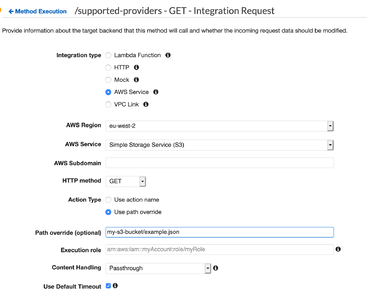 ← Method Execution /supported-providers - GET - Integration Request
Provide information about the target backend that this method will call and whether the incoming request data should be modified.
Integration type Lambda Function
HTTP
Mock
AWS Service
VPC Link
AWS Region eu-west-2
AWS Service Simple Storage Service (S3)
AWS Subdomain
HTTP method GET
Action Type Use action name
Use path override
Path override (optional) my-s3-bucket/example.json
Execution role arn:aws:iam::myAccount:role/myRole
Content Handling Passthrough
Use Default Timeout